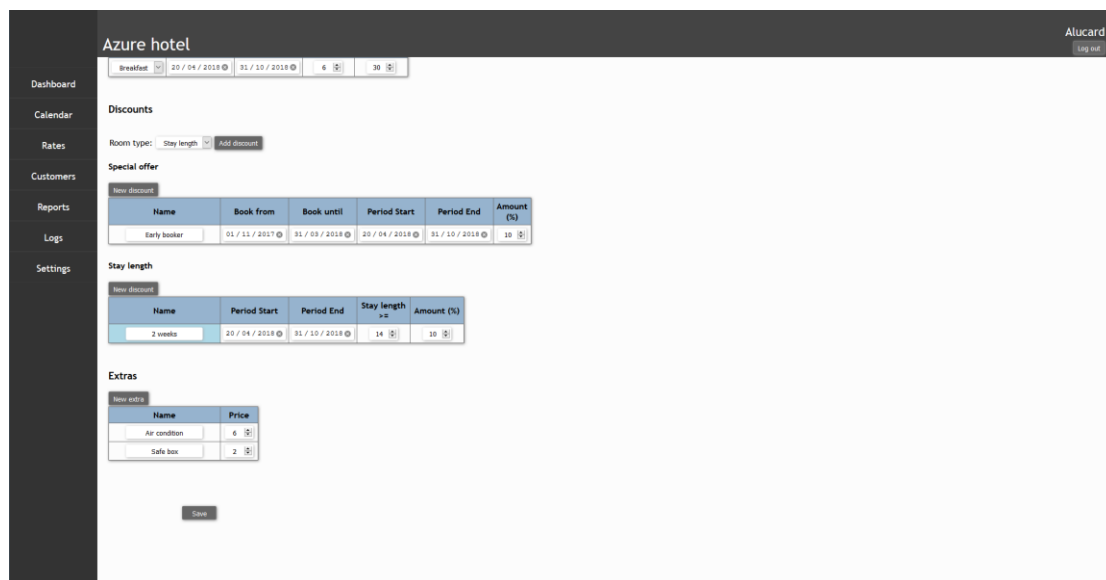 Alucard
Azure hotel
Log out
Breakfast 20 / 04 / 2018 31 / 10 / 2018 6 30
Dashboard
Calendar
Rates
Customers
Reports
Logs
Settings
Discounts
Room type: Stay length Add discount
Special offer
New discount
Name Book from Book until Period Start Period End Amount (%)
Early booker 01 / 11 / 2017 31 / 03 / 2018 20 / 04 / 2018 31 / 10 / 2018 10
Stay length
New discount
Name Period Start Period End Stay length >= Amount (%)
2 weeks 20 / 04 / 2018 31 / 10 / 2018 14 10
Extras
New extra
Name Price
Air condition 6
Safe box 2
Save